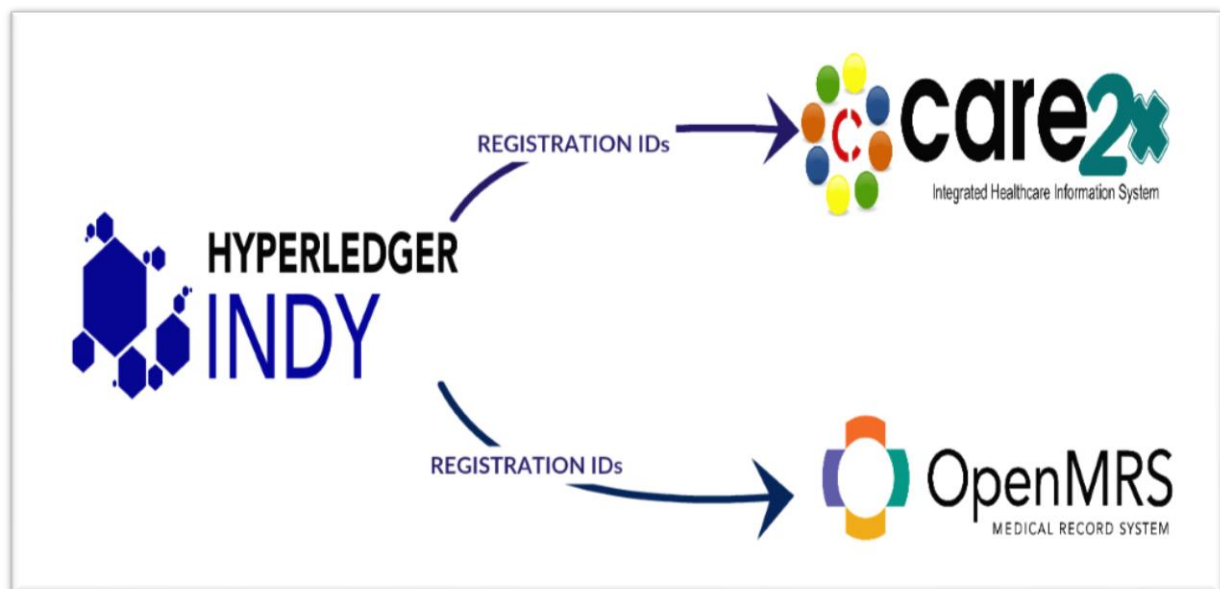 REGISTRATION IDs
care2x
Integrated Healthcare Information System
HYPERLEDGER
INDY
REGISTRATION IDs
OpenMRS
MEDICAL RECORD SYSTEM